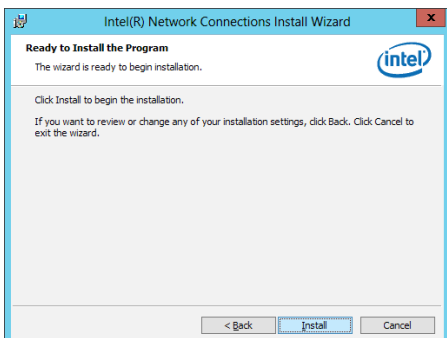 Intel(R) Network Connections Install Wizard
x
Ready to Install the Program
The wizard is ready to begin installation.
intel
Click Install to begin the installation.
If you want to review or change any of your installation settings, click Back. Click Cancel to
exit the wizard.
< Back
Install
Cancel